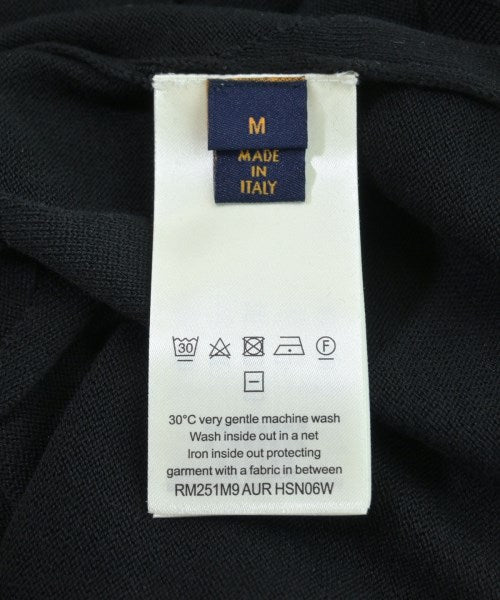 M
MADE
IN
ITALY
30
F
30°C very gentle machine wash
Wash inside out in a net
Iron inside out protecting
garment with a fabric in between
RM251M9 AUR HSN06W